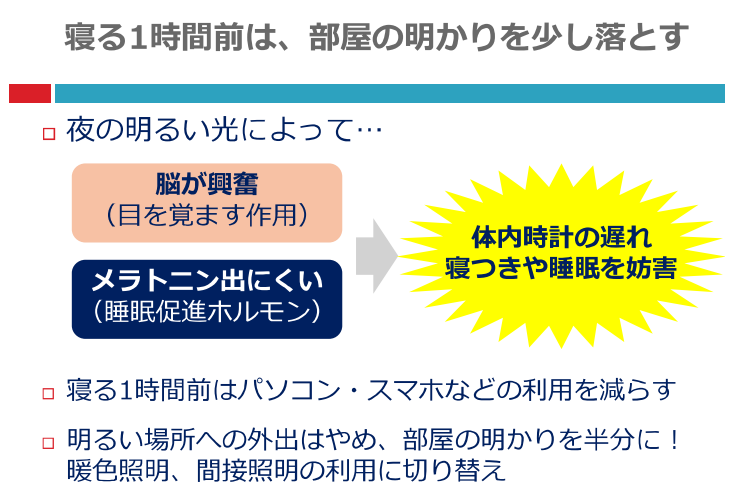 寝る1時間前は、部屋の明かりを少し落とす
夜の明るい光によって…
脳が興奮
（目を覚ます作用）
メラトニン出にくい
（睡眠促進ホルモン）
体内時計の遅れ
寝つきや睡眠を妨害
寝る1時間前はパソコン・スマホなどの利用を減らす
明るい場所への外出はやめ、部屋の明かりを半分に！
暖色照明、間接照明の利用に切り替え